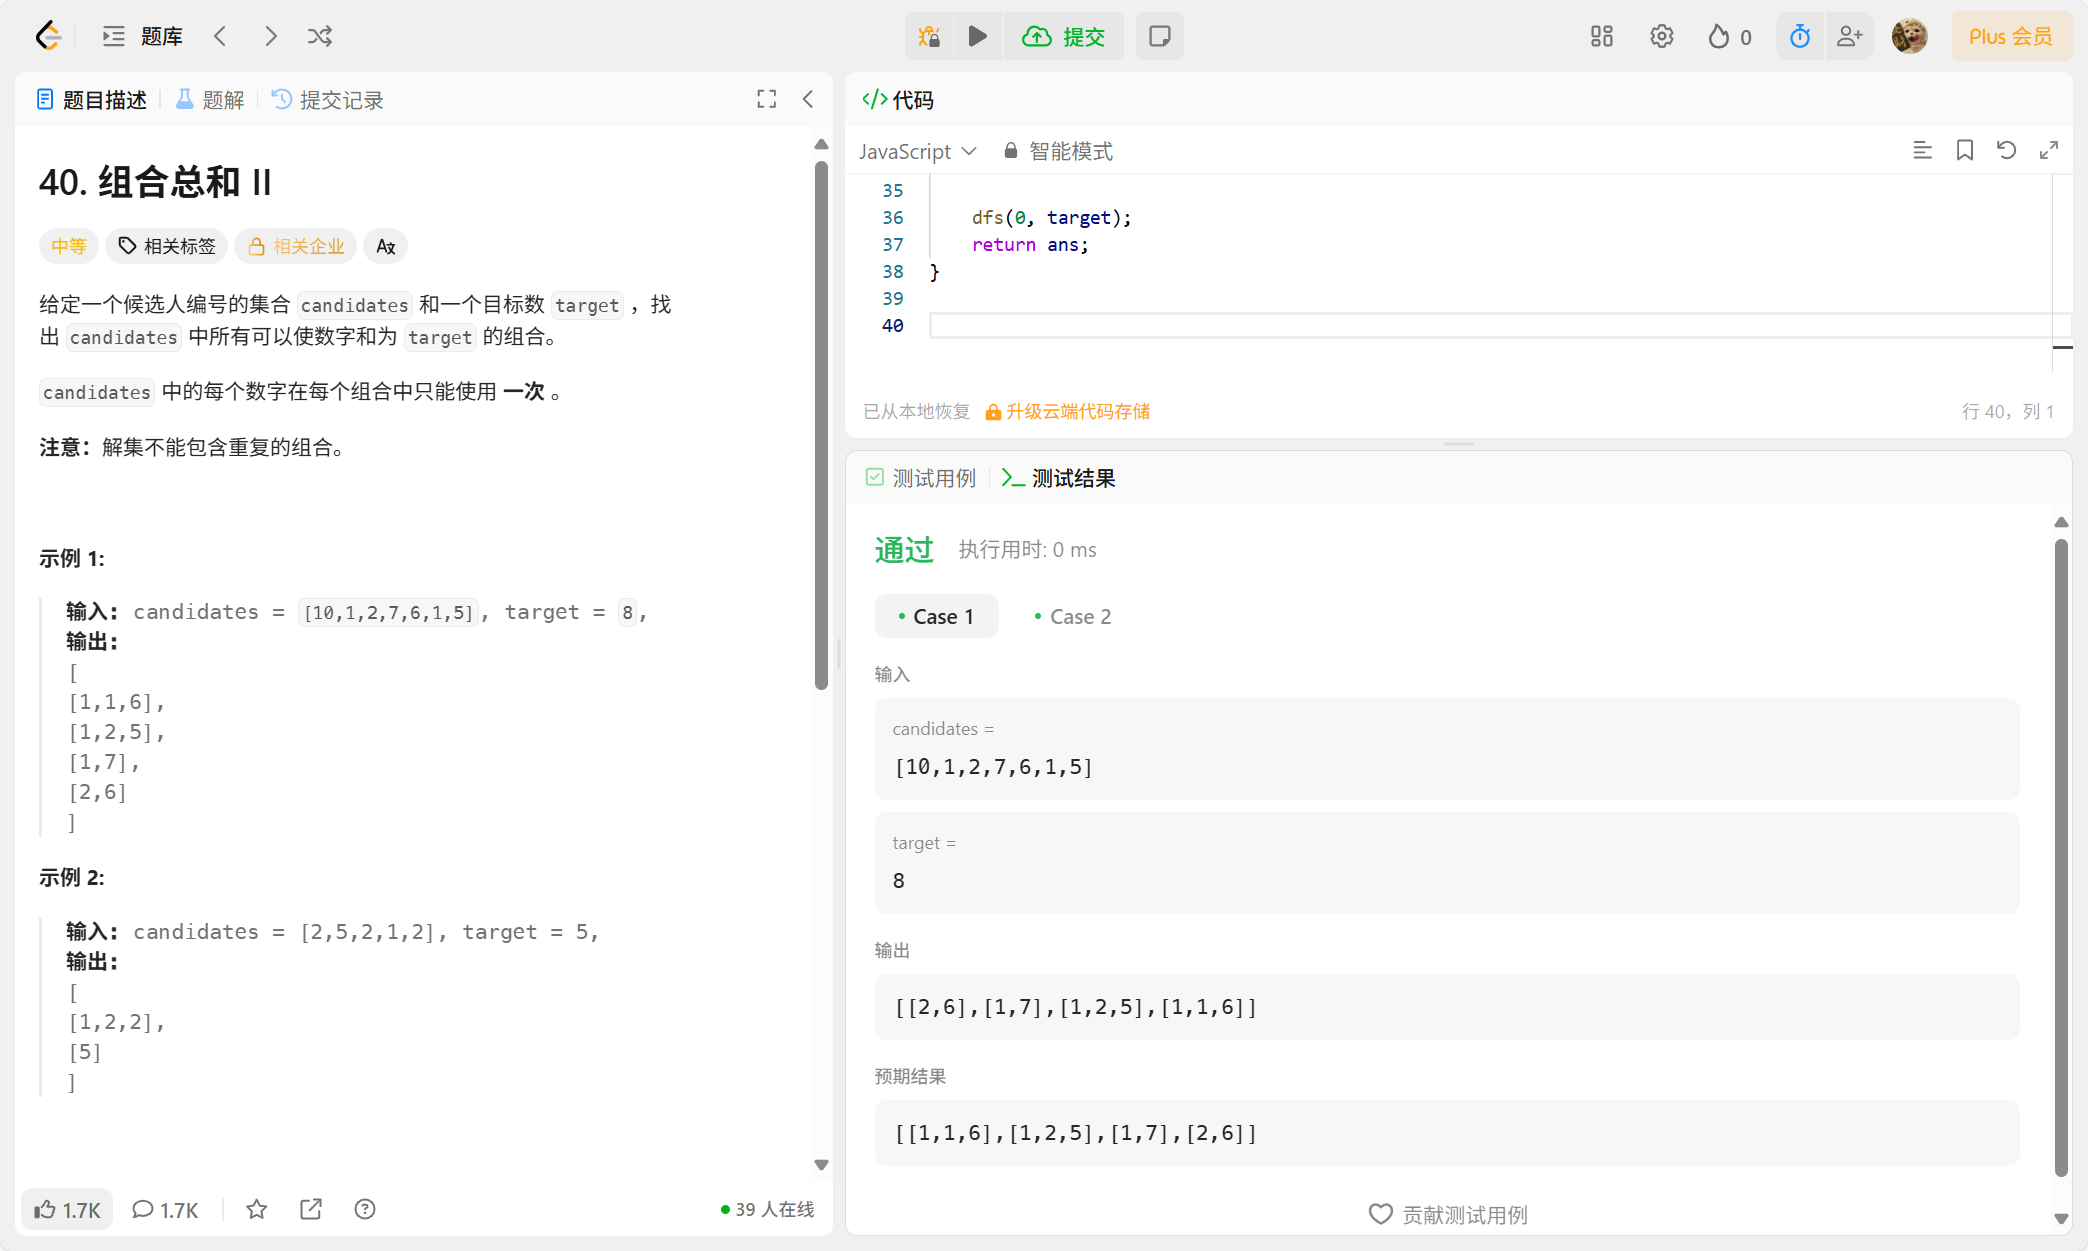 题库
提交
0
Plus 会员
题目描述
题解
提交记录
40. 组合总和 II
中等
相关标签
相关企业
给定一个候选人编号的集合 candidates 和一个目标数 target ，找
出 candidates 中所有可以使数字和为 target 的组合。
candidates 中的每个数字在每个组合中只能使用 一次 。
注意：解集不能包含重复的组合。
示例 1:
输入: candidates = [10,1,2,7,6,1,5], target = 8,
输出:
[
[1,1,6],
[1,2,5],
[1,7],
[2,6]
]
示例 2:
输入: candidates = [2,5,2,1,2], target = 5,
输出:
[
[1,2,2],
[5]
]
1.7K
1.7K
39 人在线
</>代码
JavaScript
智能模式
35
36 dfs(0, target);
37 return ans;
38 }
39
40
已从本地恢复
升级云端代码存储
行 40，列 1
测试用例
测试结果
通过
执行用时: 0 ms
Case 1
Case 2
输入
candidates =
[10,1,2,7,6,1,5]
target =
8
输出
[[2,6],[1,7],[1,2,5],[1,1,6]]
预期结果
[[1,1,6],[1,2,5],[1,7],[2,6]]
贡献测试用例